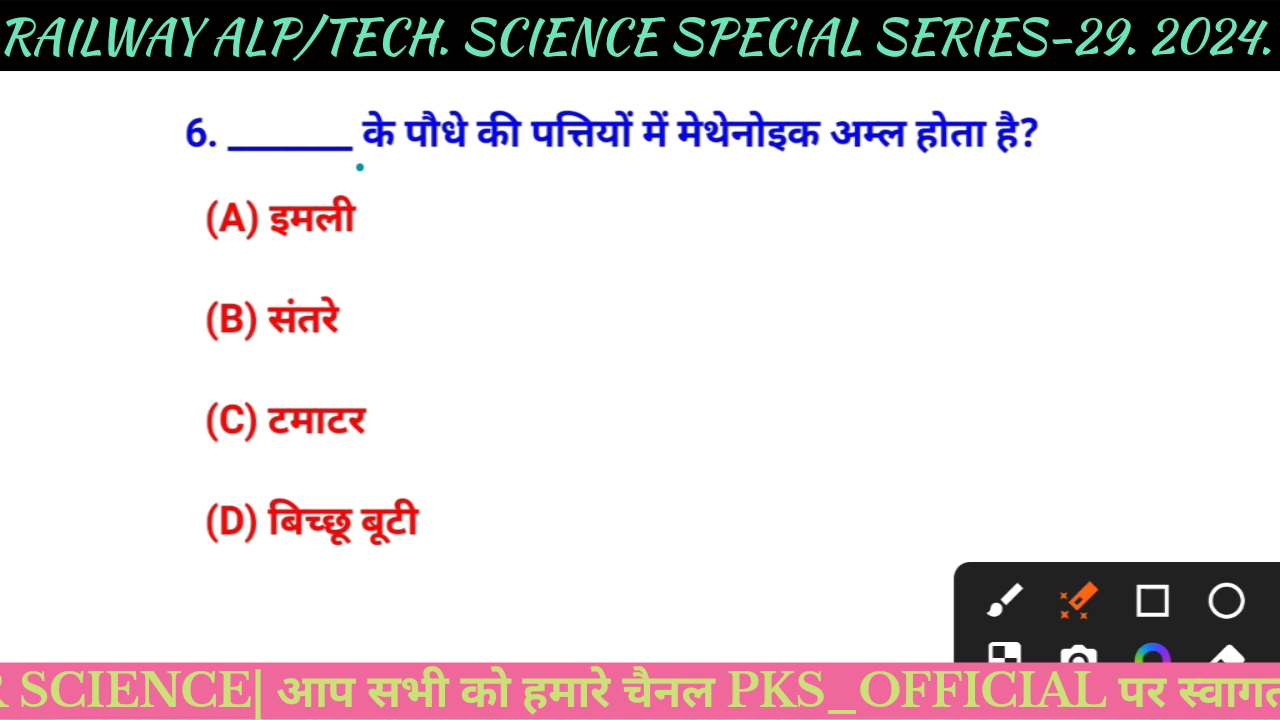 RAILWAY ALP/TECH. SCIENCE SPECIAL SERIES-29. 2024.
6. ______ के पौधे की पत्तियों में मेथेनोइक अम्ल होता है?
(A) इमली
(B) संतरे
(C) टमाटर
(D) बिच्छू बूटी
R SCIENCE| आप सभी को हमारे चैनल PKS_OFFICIAL पर स्वागत